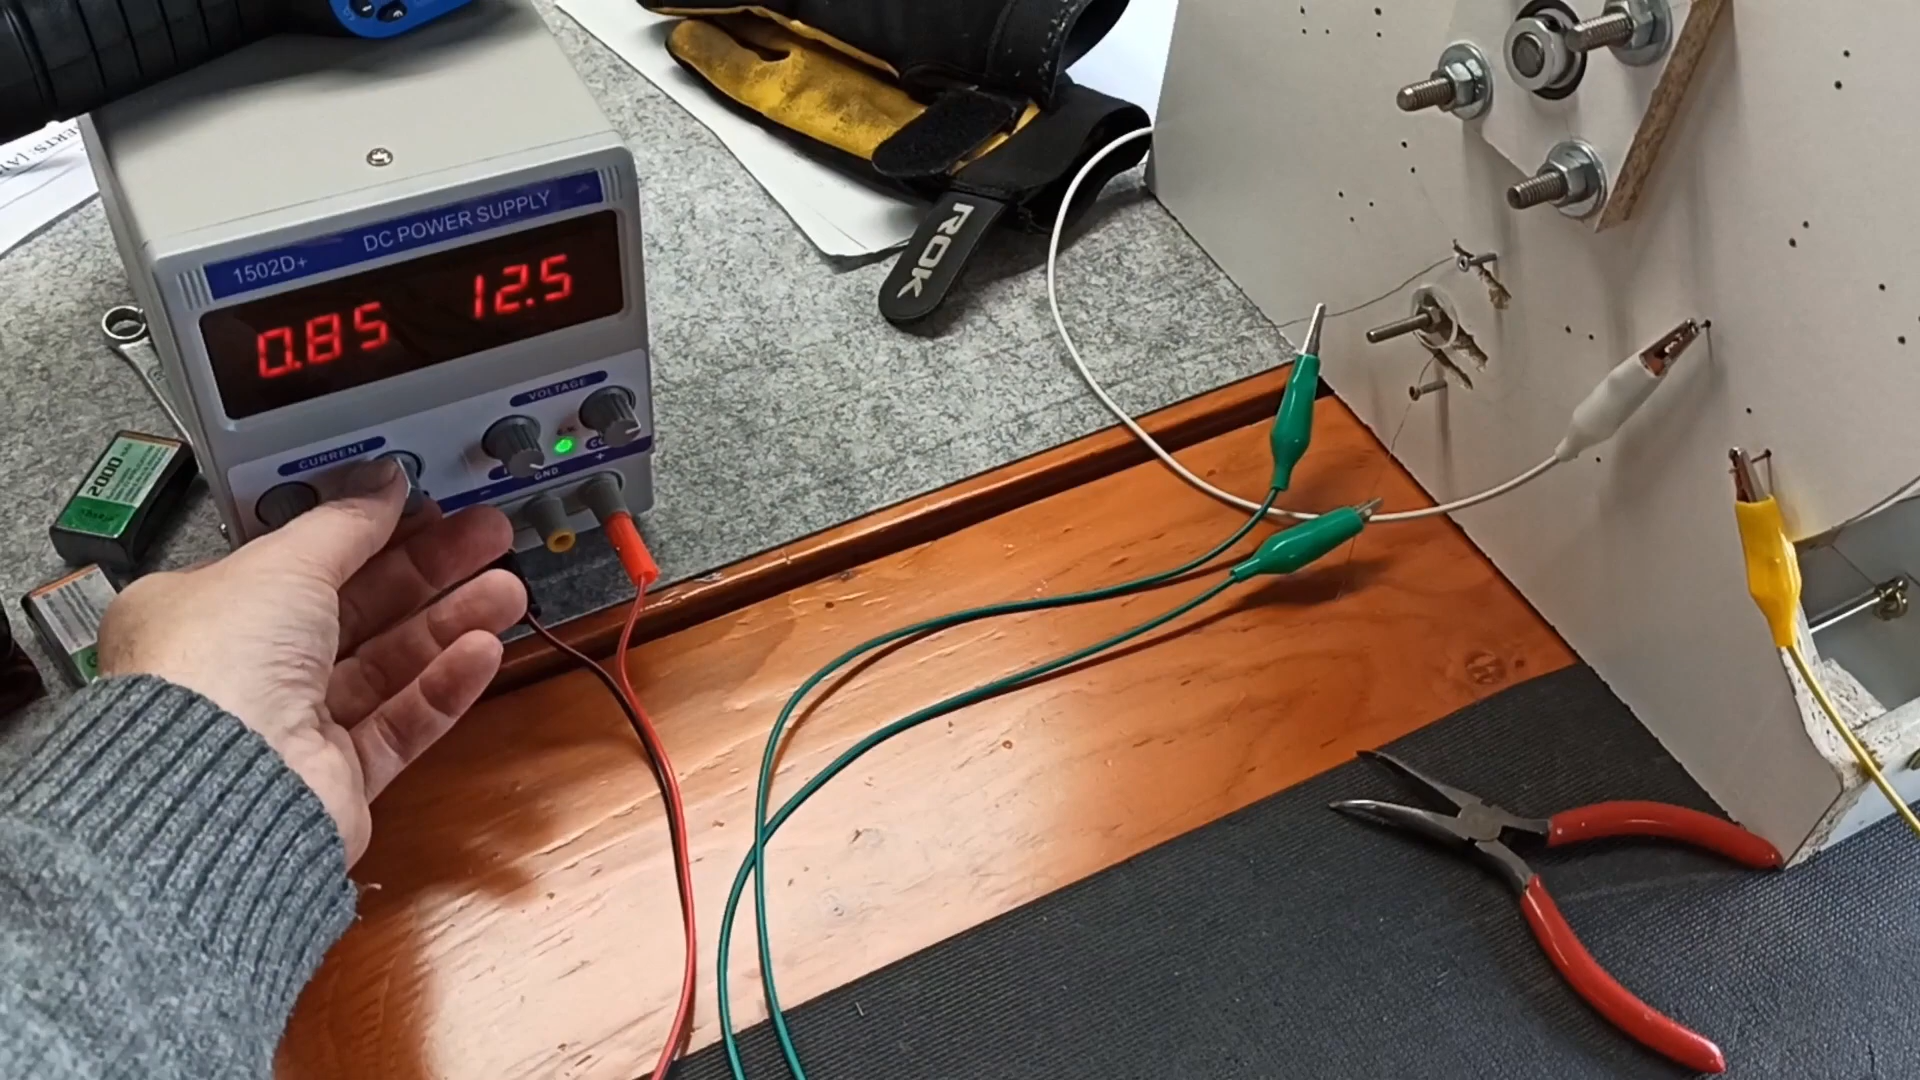 DC POWER SUPPLY
1502D+
0.85 12.5
VOLTAGE
CURRENT
GND
- +
2000
ROK